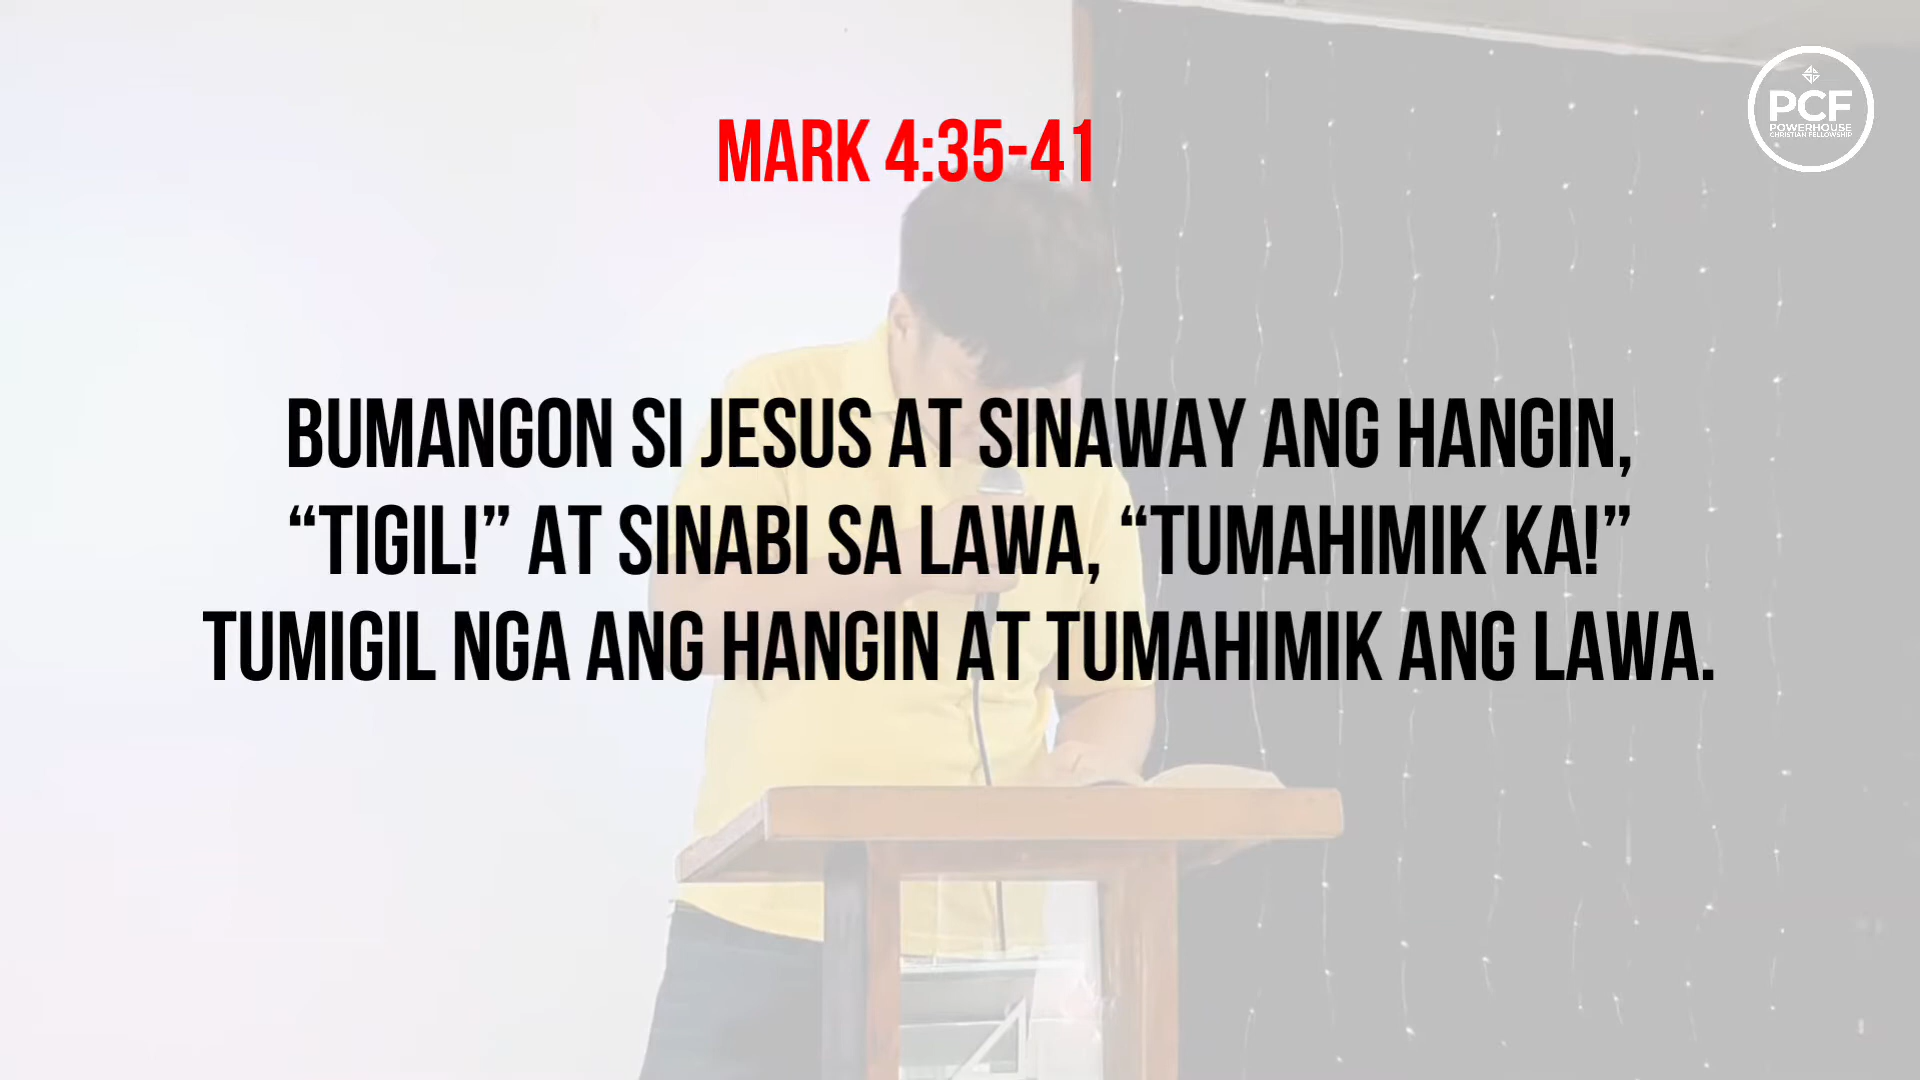 PCF
POWERHOUSE
CHRISTIAN FELLOWSHIP
MARK 4:35-41
BUMANGON SI JESUS AT SINAWAY ANG HANGIN,
“TIGIL!” AT SINABI SA LAWA, “TUMAHIMIK KA!”
TUMIGIL NGA ANG HANGIN AT TUMAHIMIK ANG LAWA.